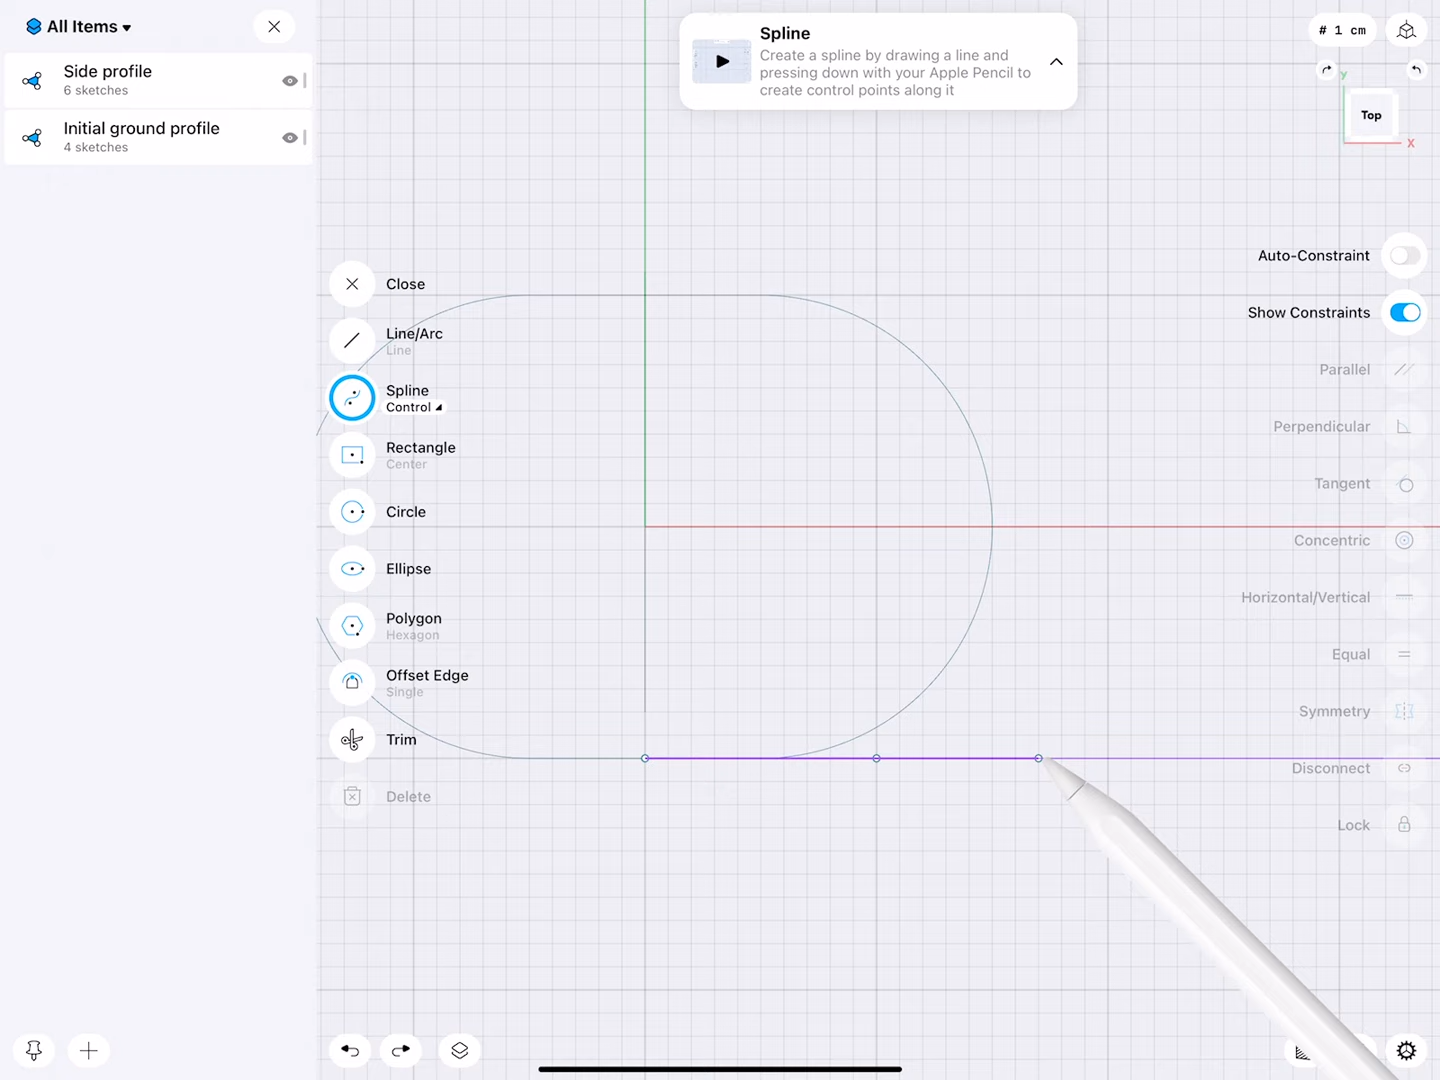 All Items
Side profile
6 sketches
Initial ground profile
4 sketches
Spline
Create a spline by drawing a line and
pressing down with your Apple Pencil to
create control points along it
# 1 cm
y
Top
X
Close
Line/Arc
Line
Spline
Control
Rectangle
Center
Circle
Ellipse
Polygon
Hexagon
Offset Edge
Single
Trim
Delete
Auto-Constraint
Show Constraints
Parallel
Perpendicular
Tangent
Concentric
Horizontal/Vertical
Equal
Symmetry
Disconnect
Lock